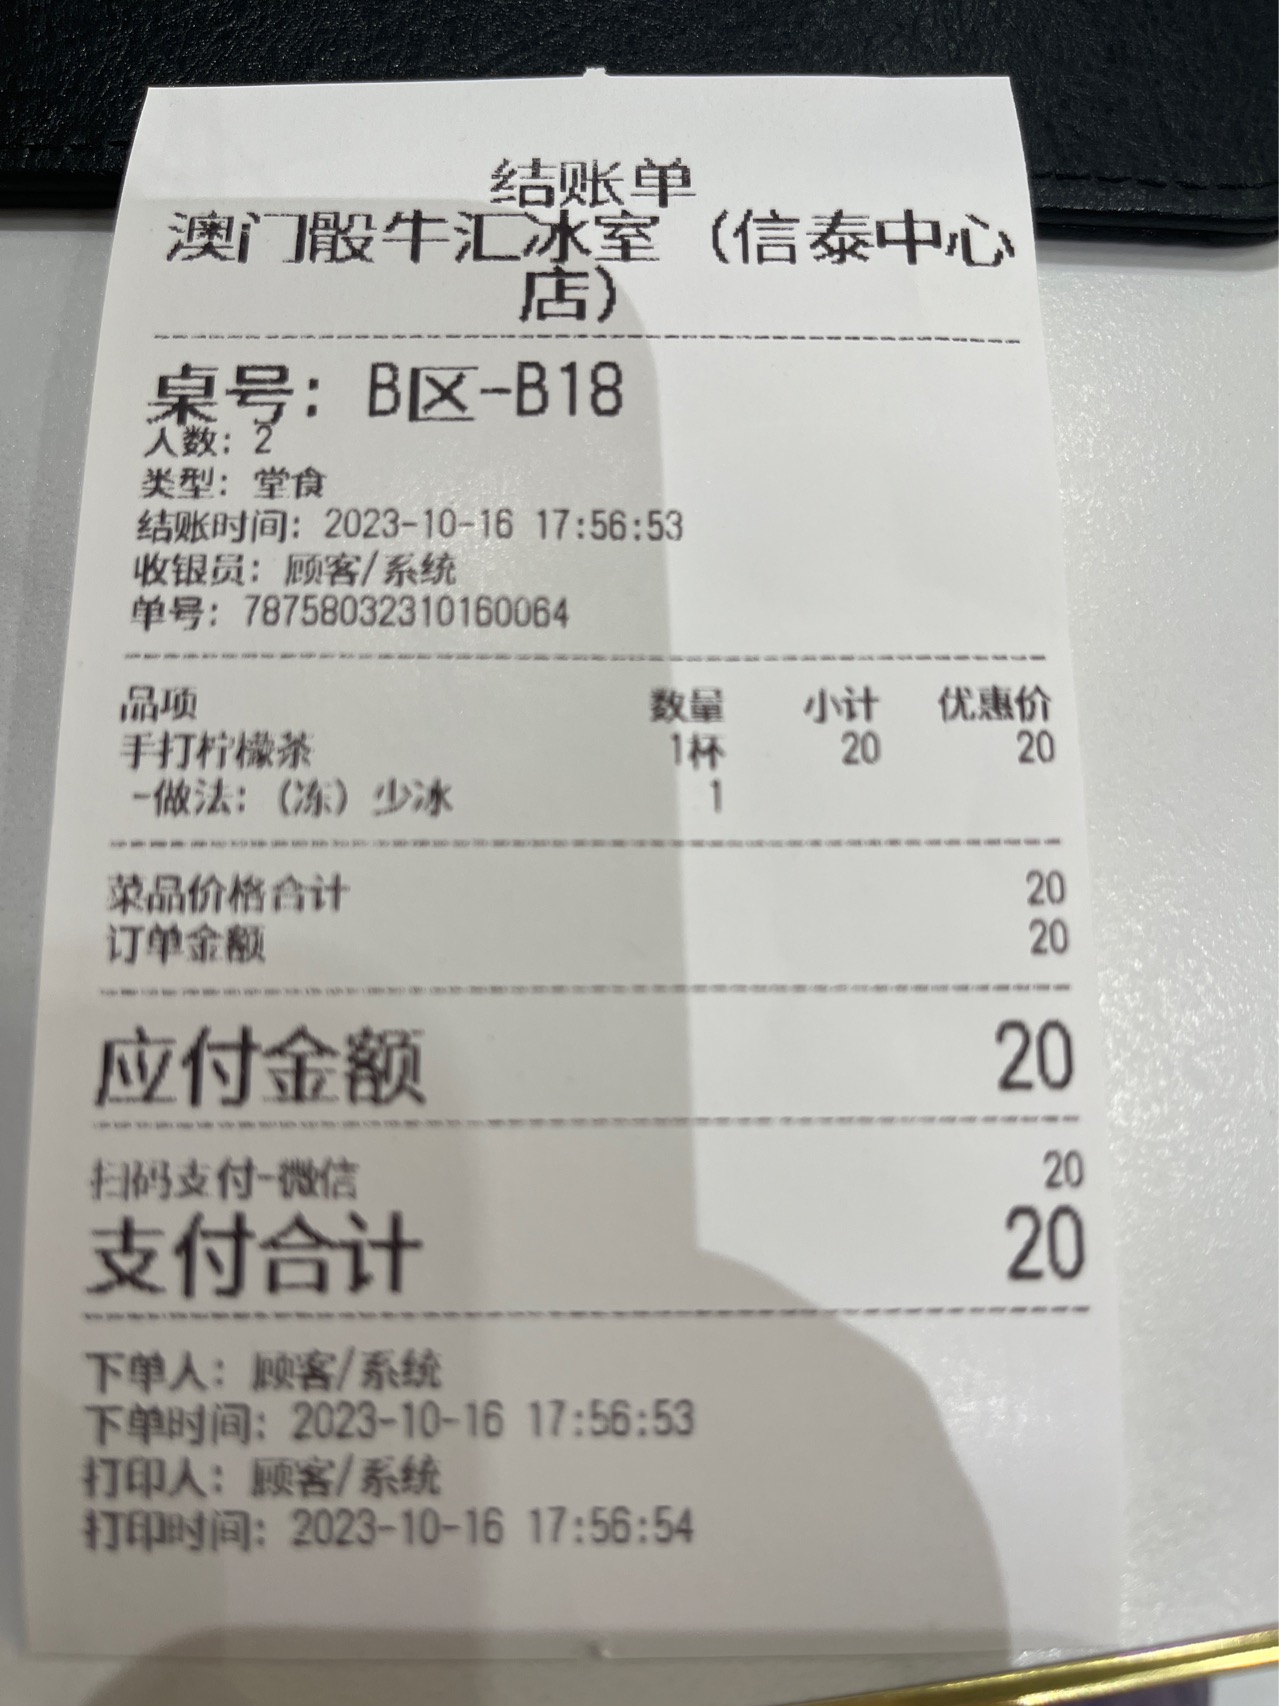 结账单
澳门骰牛汇冰室（信泰中心
店）
桌号：B区-B18
人数：2
类型：堂食
结账时间：2023-10-16 17:56:53
收银员：顾客/系统
单号：78758032310160064
品项 数量 小计 优惠价
手打柠檬茶 1杯 20 20
-做法：（冻）少冰 1
菜品价格合计 20
订单金额 20
应付金额 20
扫码支付-微信 20
支付合计 20
下单人：顾客/系统
下单时间：2023-10-16 17:56:53
打印人：顾客/系统
打印时间：2023-10-16 17:56:54